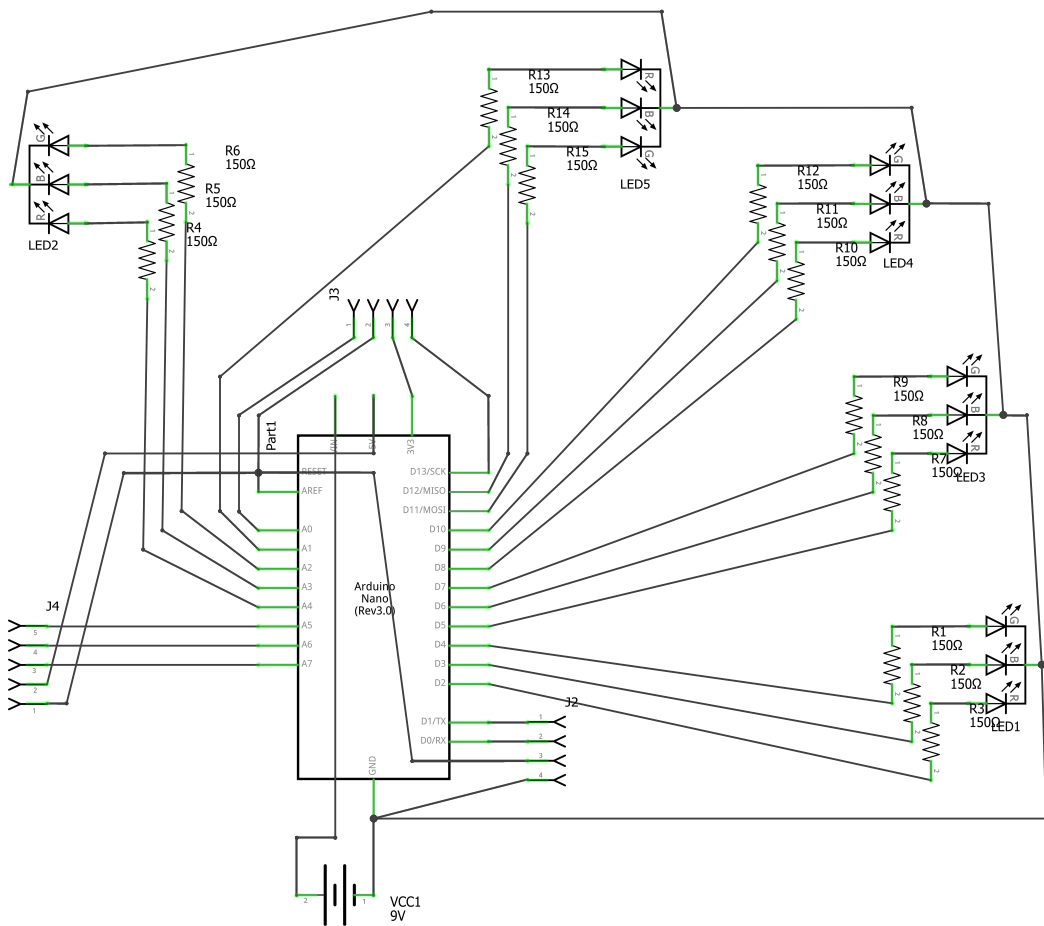 R13
150Ω
R
R14
150Ω
B
R15
150Ω
G
LED5
G
R6
150Ω
B
R5
150Ω
R
R4
150Ω
LED2
R12
150Ω
G
R11
150Ω
B
R10
150Ω
R
LED4
J3
1
2
3
4
R9
150Ω
G
R8
150Ω
B
R7
150Ω
LED3
R
Part1
VIN
5V
3V3
RESET
AREF
A0
A1
A2
A3
A4
A5
A6
A7
D13/SCK
D12/MISO
D11/MOSI
D10
D9
D8
D7
D6
D5
D4
D3
D2
D1/TX
D0/RX
GND
Arduino
Nano
(Rev3.0)
J4
5
4
3
2
1
J2
1
2
3
4
R1
150Ω
G
R2
150Ω
B
R3
150Ω
R
LED1
2
1
VCC1
9V